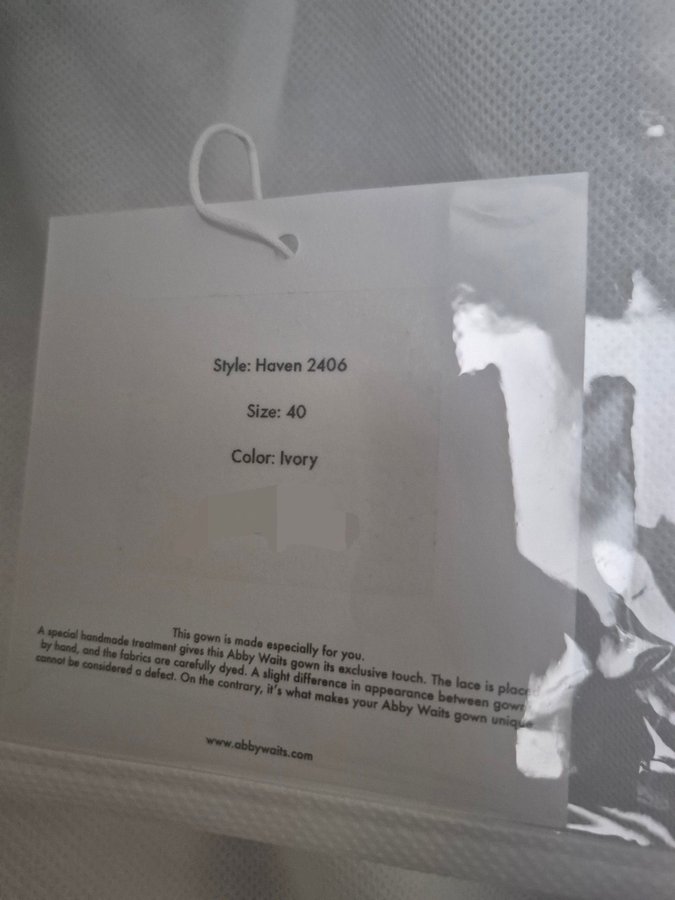 Style: Haven 2406
Size: 40
Color: Ivory
This gown is made especially for you.
A special handmade treatment gives this Abby Waits gown its exclusive touch. The lace is placed
by hand, and the fabrics are carefully dyed. A slight difference in appearance between gowns
cannot be considered a defect. On the contrary, it's what makes your Abby Waits gown unique
www.abbywaits.com